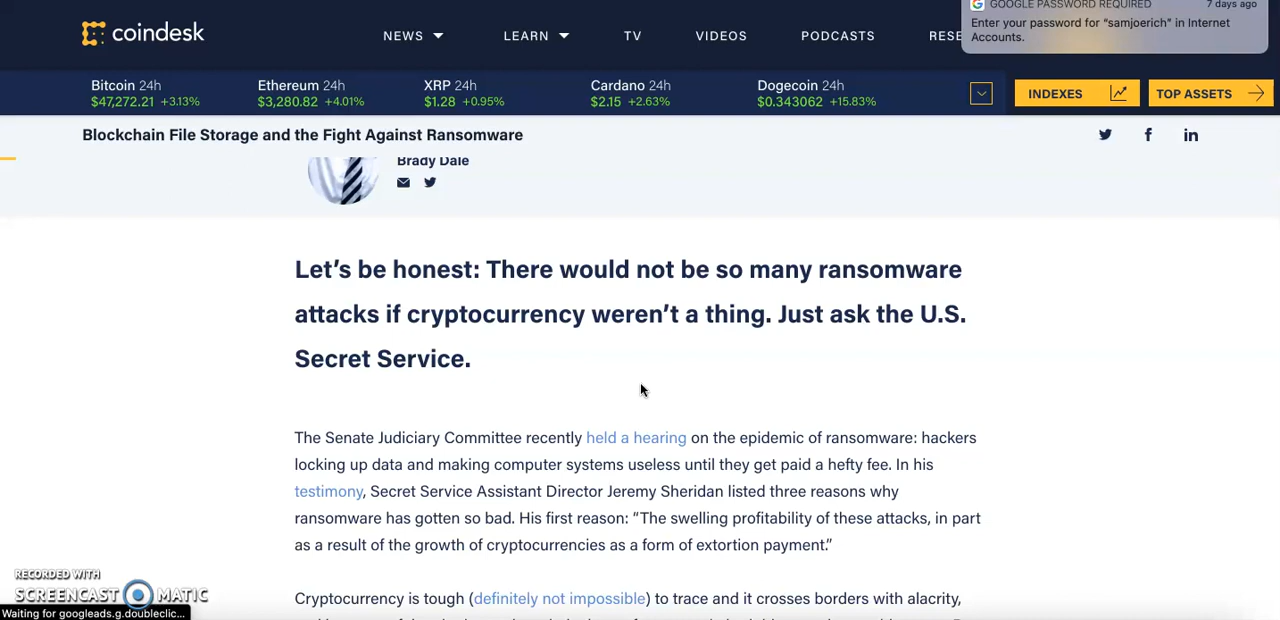 GOOGLE PASSWORD REQUIRED 7 days ago
Enter your password for “samjoerich” in Internet
Accounts.
coindesk
NEWS LEARN TV VIDEOS PODCASTS
Bitcoin 24h Ethereum 24h XRP 24h Cardano 24h Dogecoin 24h
$47,272.21 +3.13% $3,280.82 +4.01% $1.28 +0.95% $2.15 +2.63% $0.343062 +15.83%
INDEXES TOP ASSETS
Blockchain File Storage and the Fight Against Ransomware
Brady Dale
Let’s be honest: There would not be so many ransomware
attacks if cryptocurrency weren’t a thing. Just ask the U.S.
Secret Service.
The Senate Judiciary Committee recently held a hearing on the epidemic of ransomware: hackers
locking up data and making computer systems useless until they get paid a hefty fee. In his
testimony, Secret Service Assistant Director Jeremy Sheridan listed three reasons why
ransomware has gotten so bad. His first reason: “The swelling profitability of these attacks, in part
as a result of the growth of cryptocurrencies as a form of extortion payment.”
Cryptocurrency is tough (definitely not impossible) to trace and it crosses borders with alacrity,
RECORDED WITH
SCREENCAST MATIC
Waiting for googleads.g.doubleclic...